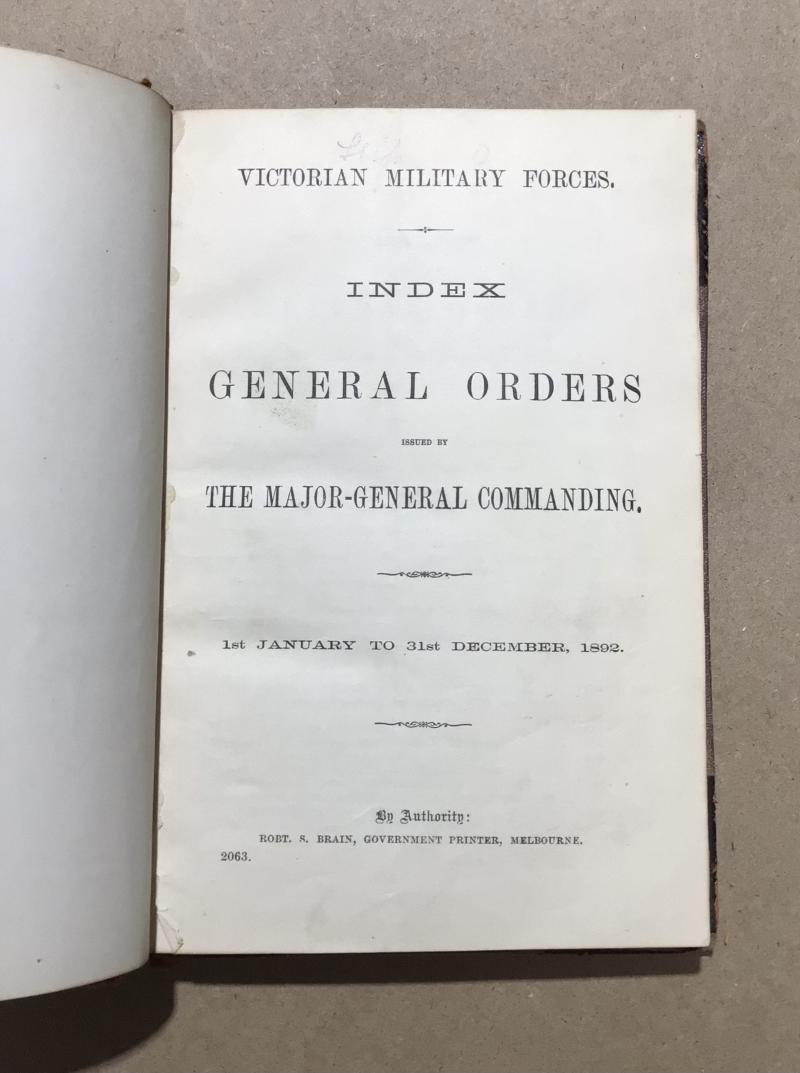 VICTORIAN MILITARY FORCES.
INDEX
GENERAL ORDERS
ISSUED BY
THE MAJOR-GENERAL COMMANDING.
1st JANUARY TO 31st DECEMBER, 1892.
By Authority:
ROBT. S. BRAIN, GOVERNMENT PRINTER, MELBOURNE.
2063.